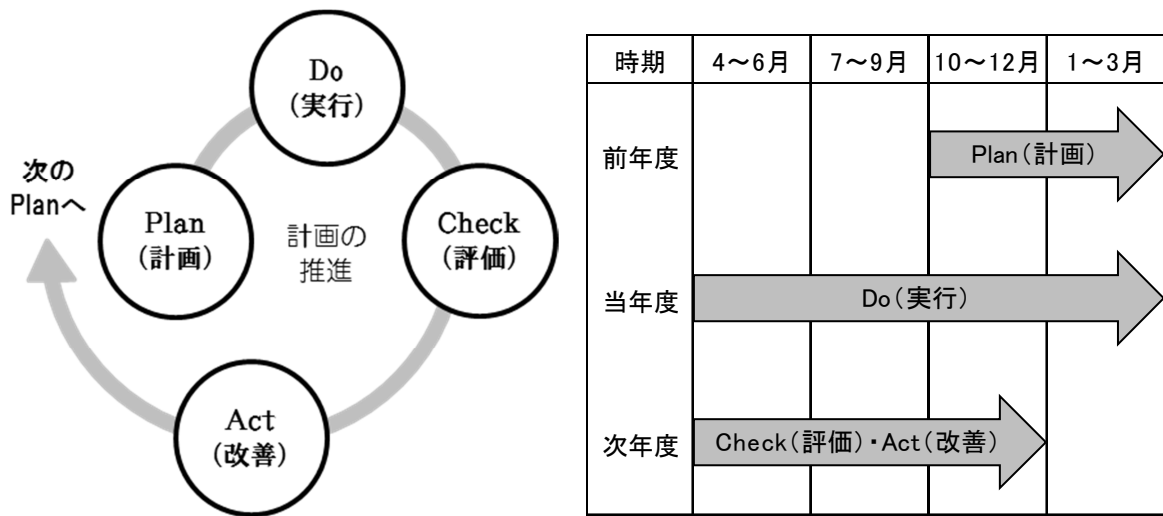 Do
(実行)
次の
Planへ
Plan
(計画)
計画の
推進
Check
(評価)
Act
(改善)
時期 4～6月 7～9月 10～12月 1～3月
前年度 Plan(計画)
当年度 Do(実行)
次年度 Check(評価)・Act(改善)